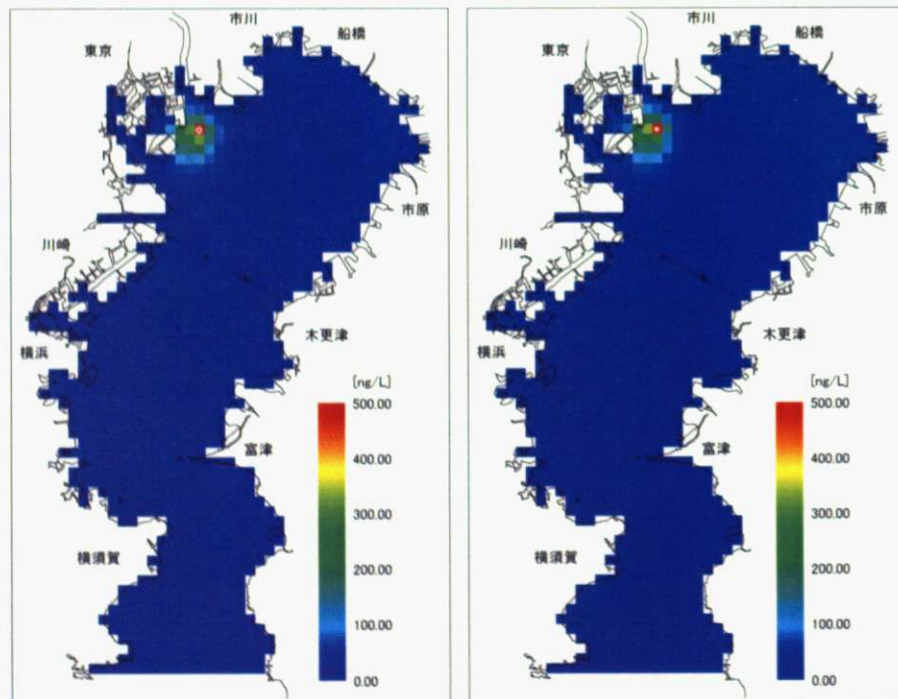 市川
船橋
東京
市原
川崎
木更津
横浜
[ng/L]
500.00
400.00
富津
300.00
横須賀
200.00
100.00
0.00
市川
船橋
東京
市原
川崎
木更津
横浜
[ng/L]
500.00
400.00
富津
300.00
横須賀
200.00
100.00
0.00